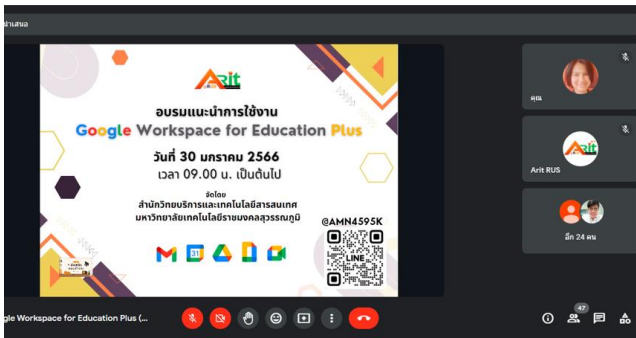 นำเสนอ
Arit
อบรมแนะนำการใช้งาน
Google Workspace for Education Plus
วันที่ 30 มกราคม 2566
เวลา 09.00 น. เป็นต้นไป
จัดโดย
สำนักวิทยบริการและเทคโนโลยีสารสนเทศ
มหาวิทยาลัยเทคโนโลยีราชมงคลสุวรรณภูมิ
@AMN4595K
LINE
31
คุณ
Arit
Arit RUS
อีก 24 คน
gle Workspace for Education Plus (...
47